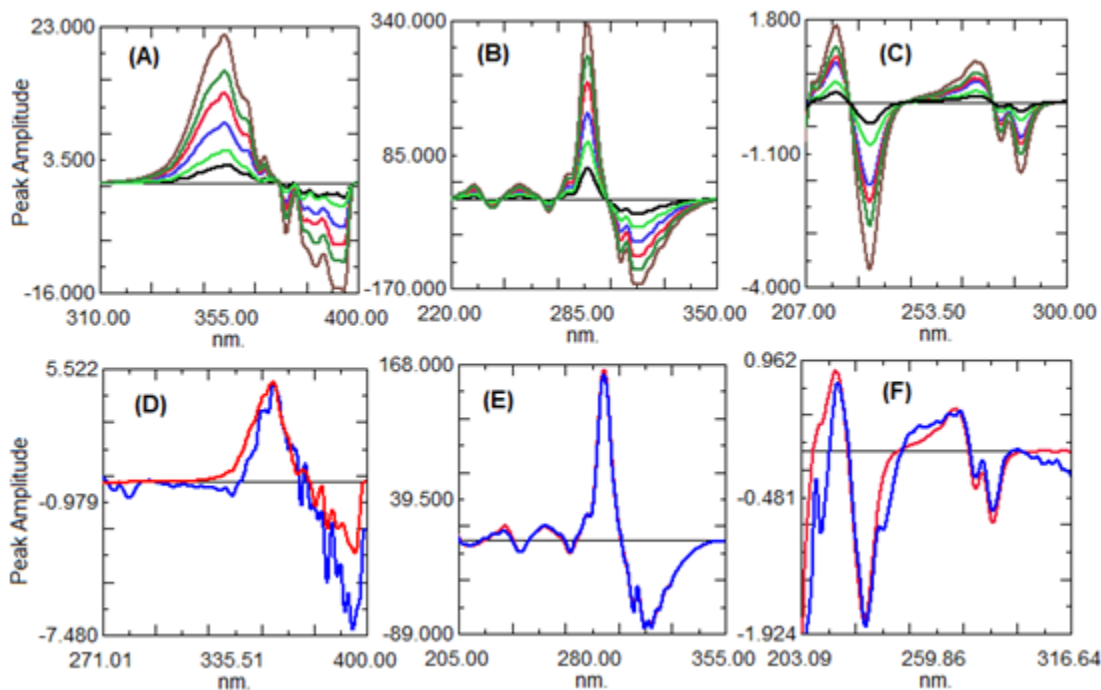 23.000
(A)
3.500
-16.000
310.00 355.00 400.00
nm.
Peak Amplitude
340.000
(B)
85.000
-170.000
220.00 285.00 350.00
nm.
1.800
(C)
-1.100
-4.000
207.00 253.50 300.00
nm.
5.522
(D)
-0.979
-7.480
271.01 335.51 400.00
nm.
Peak Amplitude
168.000
(E)
39.500
-89.000
205.00 280.00 355.00
nm.
0.962
(F)
-0.481
-1.924
203.09 259.86 316.64
nm.